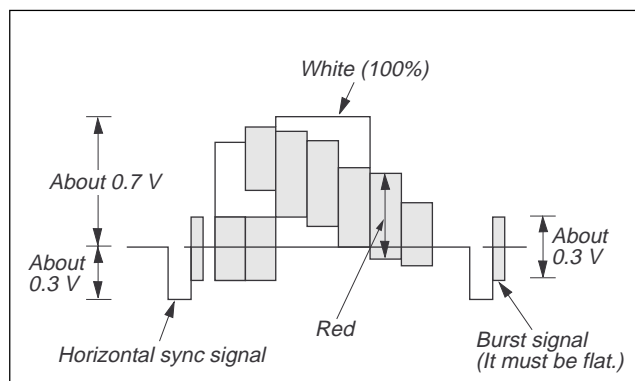 White (100%)
About 0.7 V
About
0.3 V
About
0.3 V
Red
Horizontal sync signal
Burst signal
(It must be flat.)